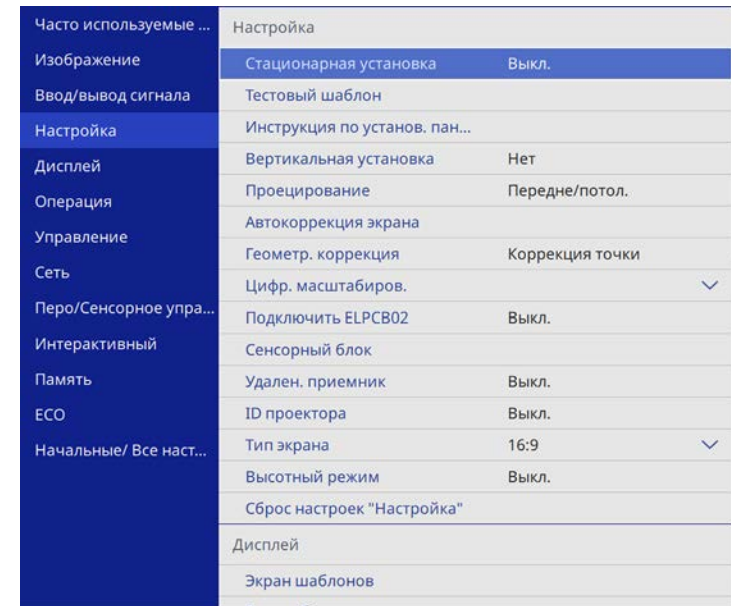 Часто используемые ...
Изображение
Ввод/вывод сигнала
Настройка
Дисплей
Операция
Управление
Сеть
Перо/Сенсорное упра...
Интерактивный
Память
ECO
Начальные/ Все наст...
Настройка
Стационарная установка Выкл.
Тестовый шаблон
Инструкция по установ. пан...
Вертикальная установка Нет
Проецирование Передне/потол.
Автокоррекция экрана
Геометр. коррекция Коррекция точки
Цифр. масштабиров.
Подключить ELPCB02 Выкл.
Сенсорный блок
Удален. приемник Выкл.
ID проектора Выкл.
Тип экрана 16:9
Высотный режим Выкл.
Сброс настроек "Настройка"
Дисплей
Экран шаблонов